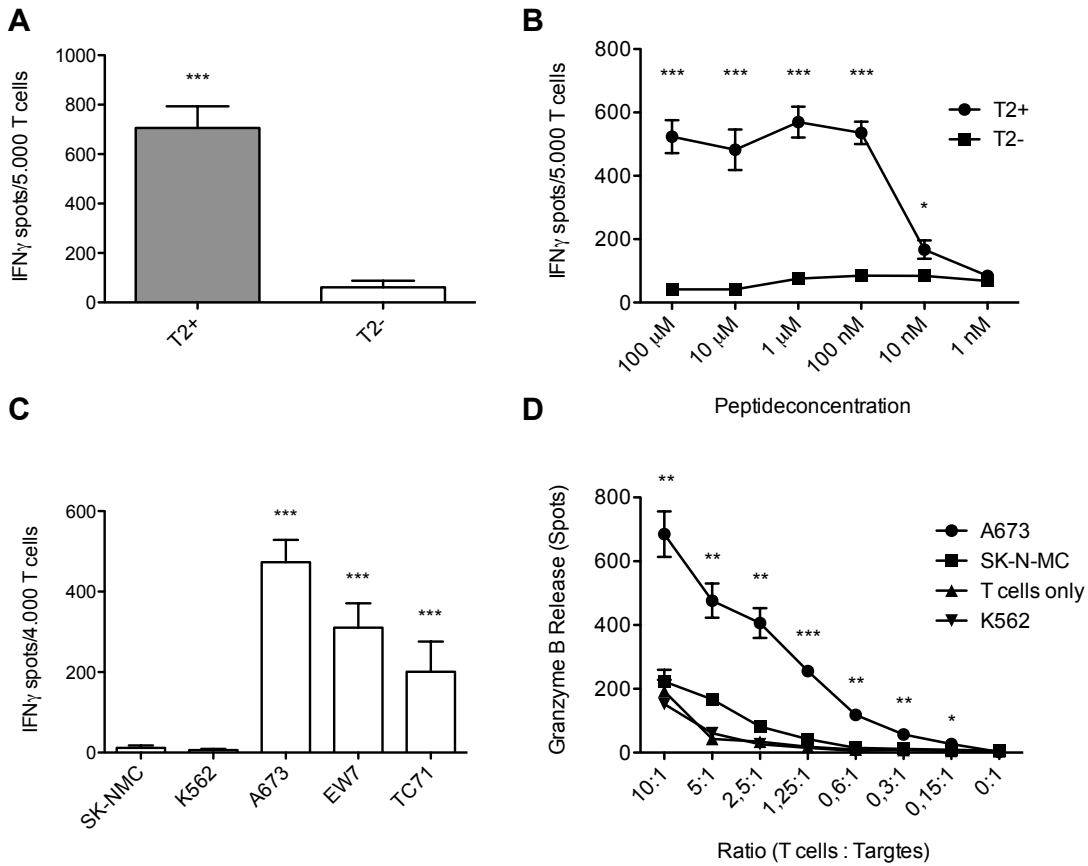 A
IFNγ spots/5.000 T cells
1000
800
600
400
200
0
***
T2+
T2-
B
IFNγ spots/5.000 T cells
800
600
400
200
0
***
***
***
***
*
T2+
T2-
100 μM
10 μM
1 μM
100 nM
10 nM
1 nM
Peptideconcentration
C
IFNγ spots/4.000 T cells
600
400
200
0
***
***
***
SK-NMC
K562
A673
EW7
TC71
D
Granzyme B Release (Spots)
800
600
400
200
0
**
**
**
***
**
**
*
A673
SK-N-MC
T cells only
K562
10:1
5:1
2,5:1
1,25:1
0,6:1
0,3:1
0,15:1
0:1
Ratio (T cells : Targtes)